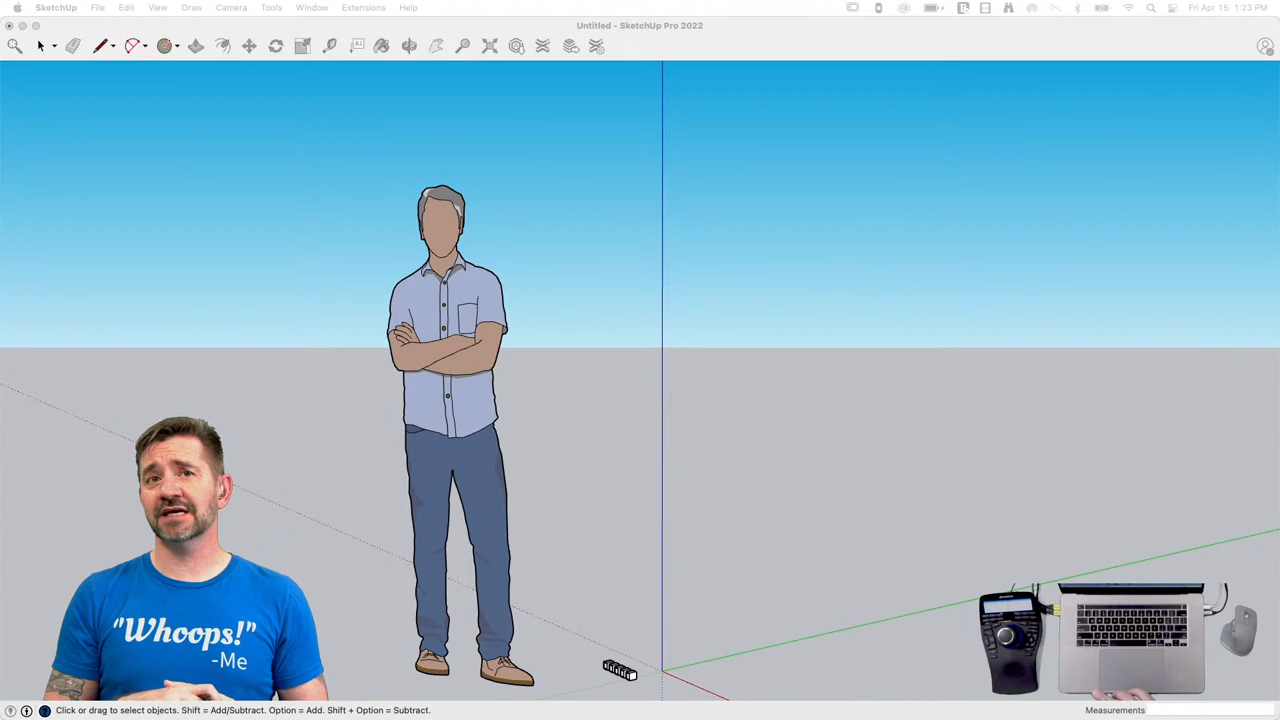 SketchUp File Edit View Draw Camera Tools Window Extensions Help Fri Apr 15 1:23 PM
Untitled - SketchUp Pro 2022
A1
"Whoops!"
-Me
Click or drag to select objects. Shift = Add/Subtract. Option = Add. Shift + Option = Subtract. Measurements